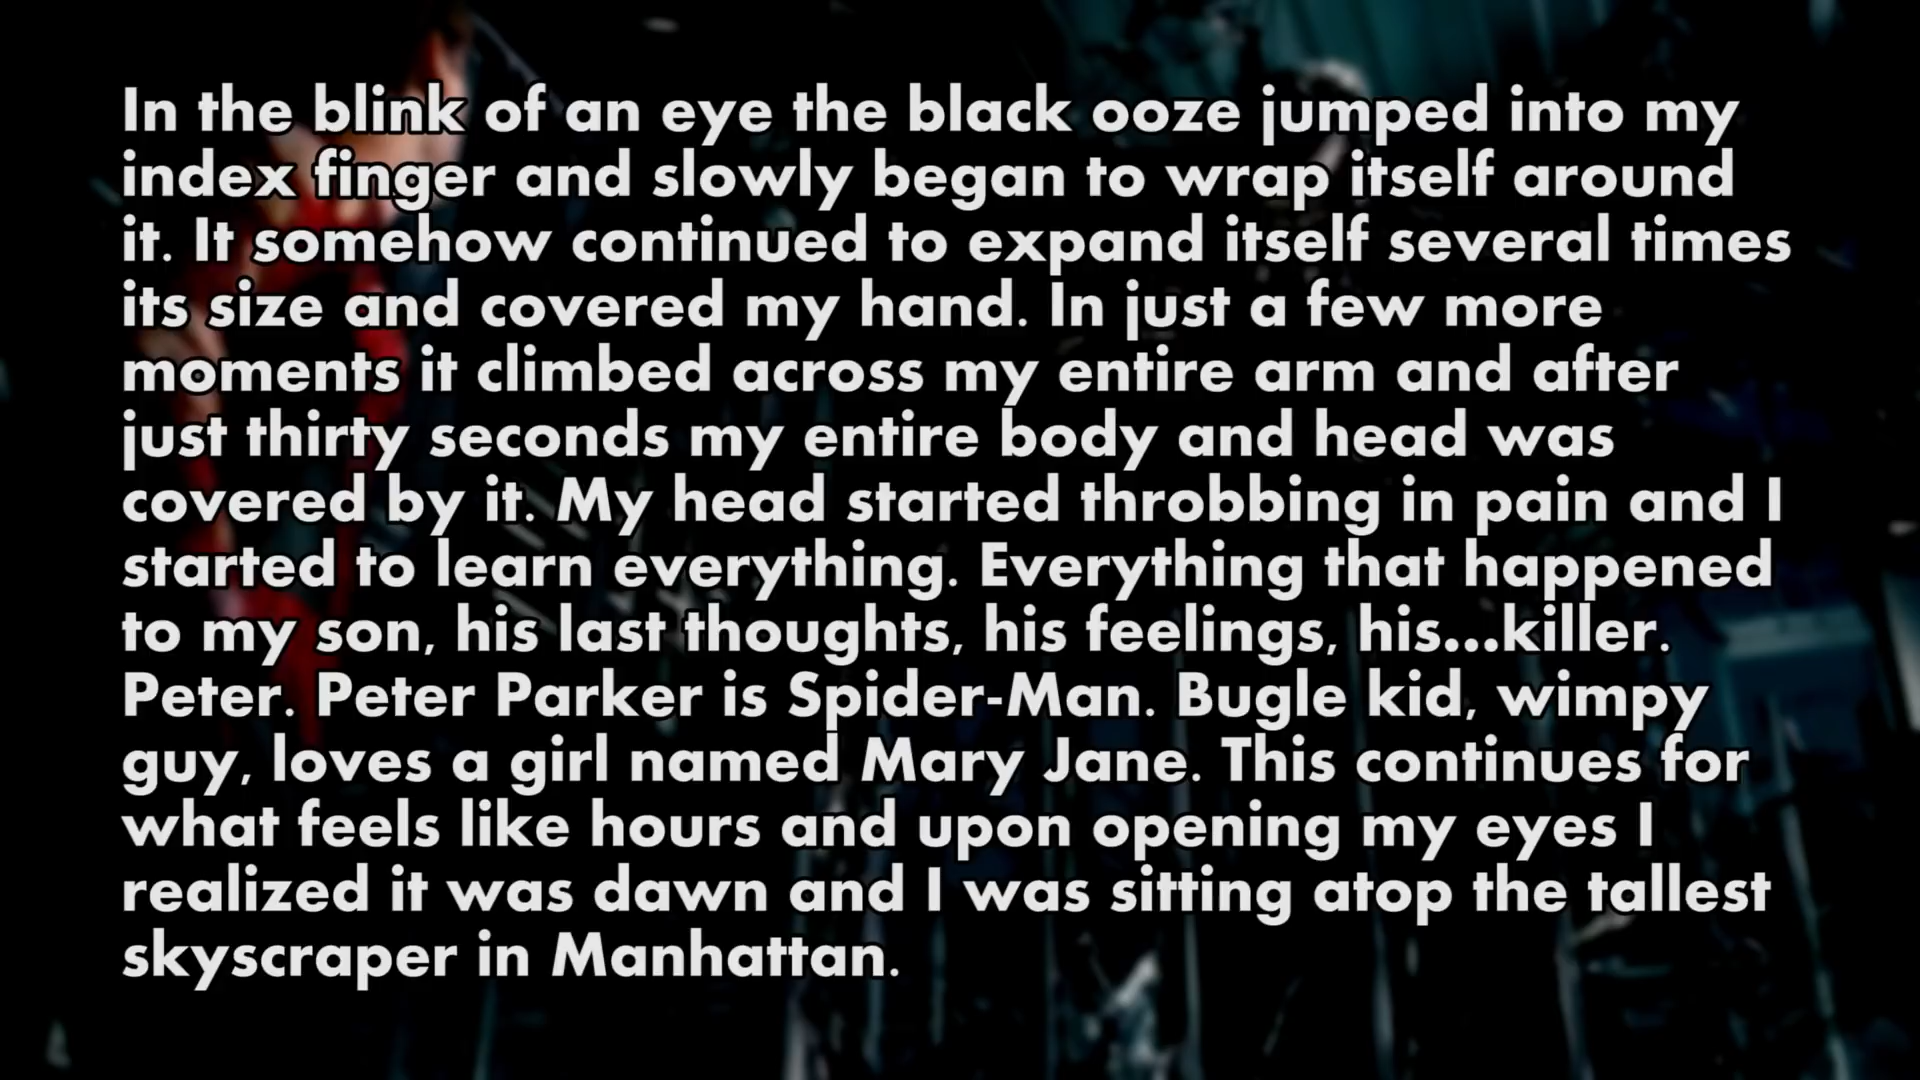 In the blink of an eye the black ooze jumped into my
index finger and slowly began to wrap itself around
it. It somehow continued to expand itself several times
its size and covered my hand. In just a few more
moments it climbed across my entire arm and after
just thirty seconds my entire body and head was
covered by it. My head started throbbing in pain and I
started to learn everything. Everything that happened
to my son, his last thoughts, his feelings, his...killer.
Peter. Peter Parker is Spider-Man. Bugle kid, wimpy
guy, loves a girl named Mary Jane. This continues for
what feels like hours and upon opening my eyes I
realized it was dawn and I was sitting atop the tallest
skyscraper in Manhattan.